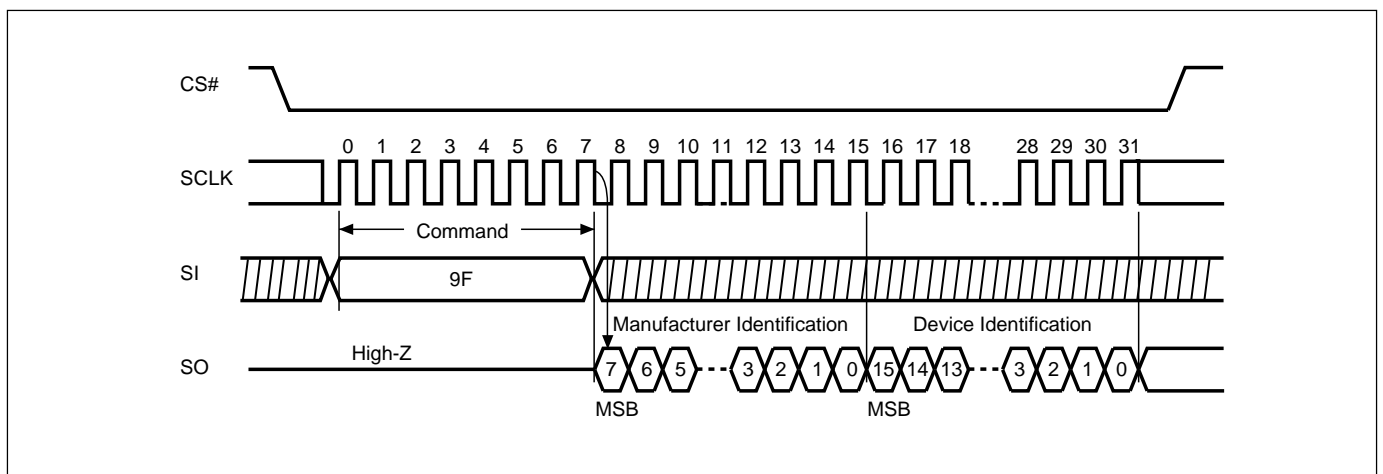 CS#
0 1 2 3 4 5 6 7 8 9 10 11 12 13 14 15 16 17 18 28 29 30 31
SCLK
Command
SI
9F
Manufacturer Identification Device Identification
High-Z
SO
7 6 5 3 2 1 0 15 14 13 3 2 1 0
MSB MSB